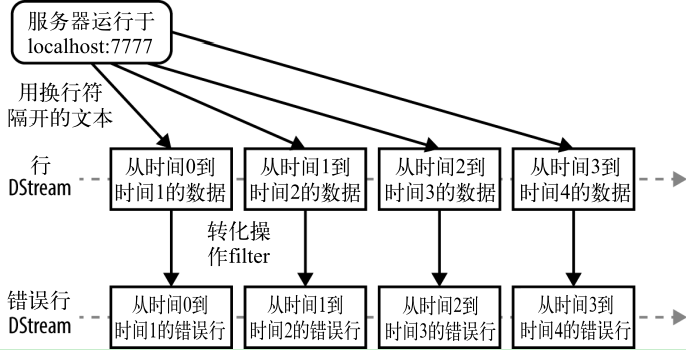 服务器运行于
localhost:7777
用换行符
隔开的文本
行
DStream
从时间0到
时间1的数据
从时间1到
时间2的数据
从时间2到
时间3的数据
从时间3到
时间4的数据
转化操
作filter
错误行
DStream
从时间0到
时间1的错误行
从时间1到
时间2的错误行
从时间2到
时间3的错误行
从时间3到
时间4的错误行